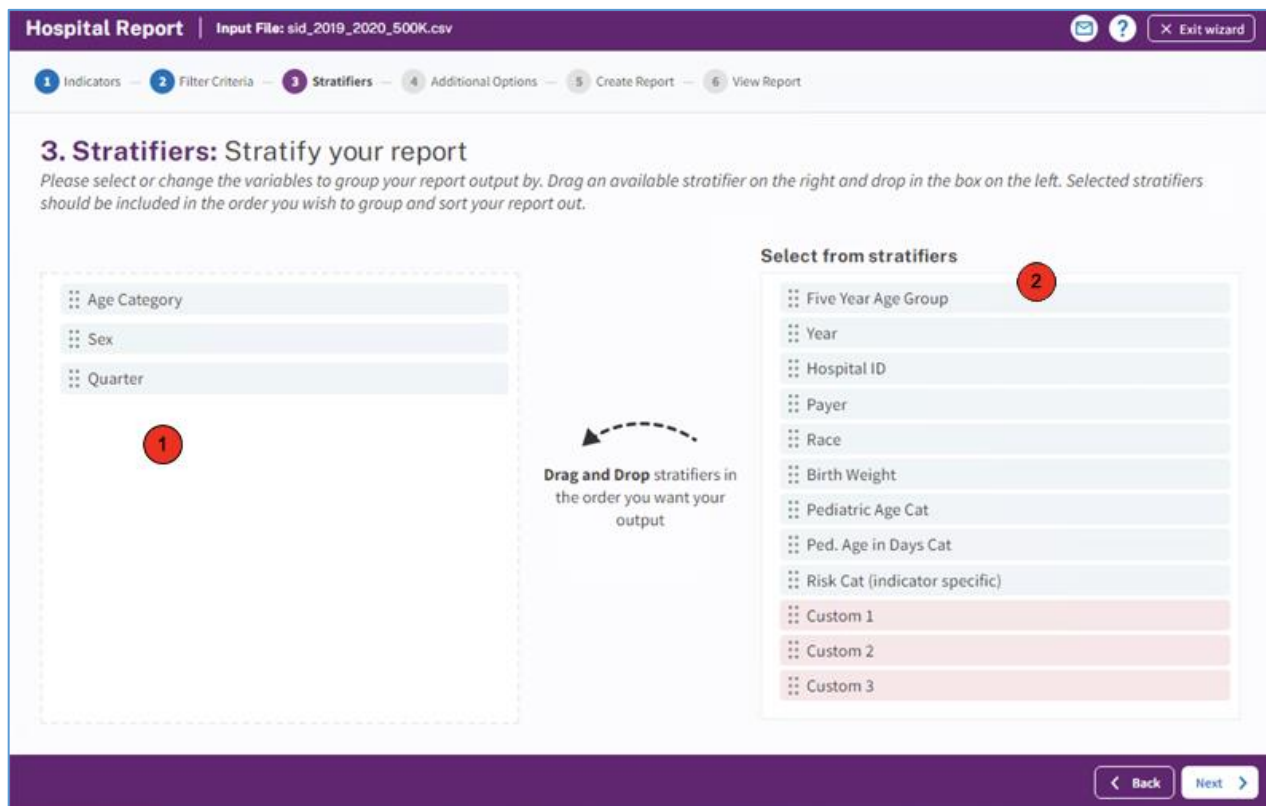 Hospital Report | Input File: sid_2019_2020_500K.csv
× Exit wizard
1 Indicators – 2 Filter Criteria – 3 Stratifiers – 4 Additional Options – 5 Create Report – 6 View Report
3. Stratifiers: Stratify your report
Please select or change the variables to group your report output by. Drag an available stratifier on the right and drop in the box on the left. Selected stratifiers
should be included in the order you wish to group and sort your report out.
Age Category
Sex
Quarter
1
Drag and Drop stratifiers in
the order you want your
output
Select from stratifiers
2
Five Year Age Group
Year
Hospital ID
Payer
Race
Birth Weight
Pediatric Age Cat
Ped. Age in Days Cat
Risk Cat (indicator specific)
Custom 1
Custom 2
Custom 3
Back
Next